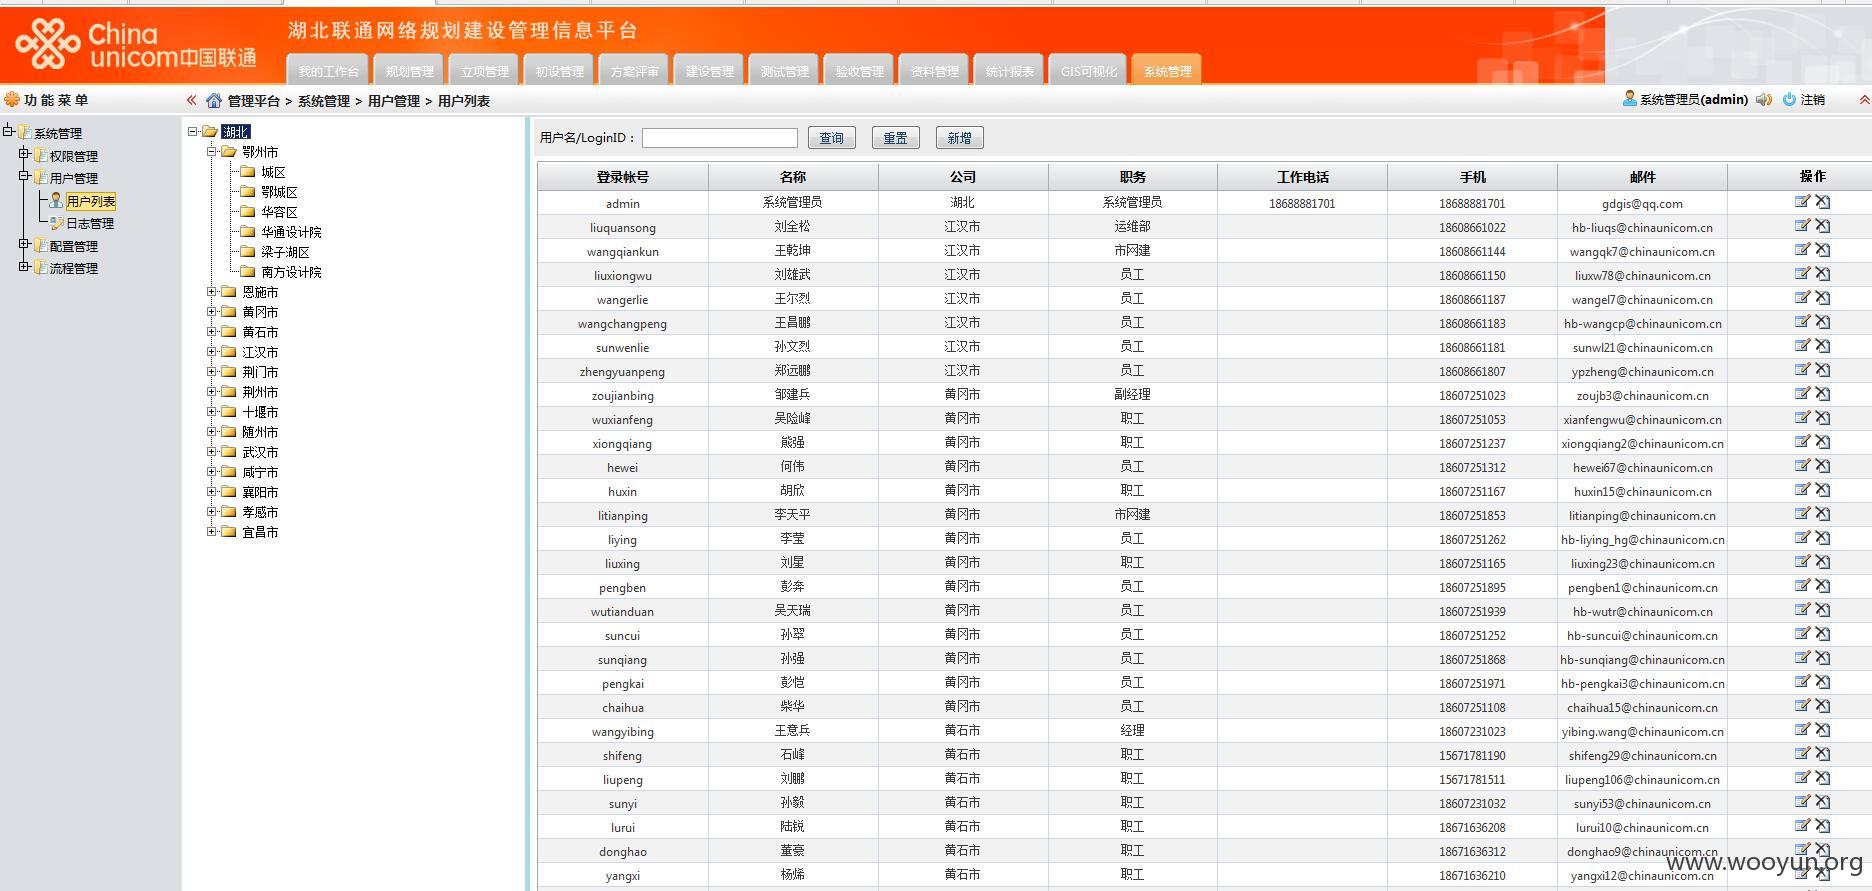 China
unicom中国联通
湖北联通网络规划建设管理信息平台
我的工作台 规划管理 立项管理 初设管理 方案评审 建设管理 测试管理 验收管理 资料管理 统计报表 GIS可视化 系统管理
功能菜单
管理平台 > 系统管理 > 用户管理 > 用户列表
系统管理员(admin) 注销
系统管理
权限管理
用户管理
用户列表
日志管理
配置管理
流程管理
湖北
鄂州市
城区
鄂城区
华容区
华通设计院
梁子湖区
南方设计院
恩施市
黄冈市
黄石市
江汉市
荆门市
荆州市
十堰市
随州市
武汉市
咸宁市
襄阳市
孝感市
宜昌市
用户名/LoginID： 查询 重置 新增
登录帐号 名称 公司 职务 工作电话 手机 邮件 操作
admin 系统管理员 湖北 系统管理员 18688881701 18688881701 gdgis@qq.com
liuquansong 刘全松 江汉市 运维部 18608661022 hb-liuqs@chinaunicom.cn
wangqiankun 王乾坤 江汉市 市网建 18608661144 wangqk7@chinaunicom.cn
liuxiongwu 刘雄武 江汉市 员工 18608661150 liuxw78@chinaunicom.cn
wangerlie 王尔烈 江汉市 员工 18608661187 wangel7@chinaunicom.cn
wangchangpeng 王昌鹏 江汉市 员工 18608661183 hb-wangcp@chinaunicom.cn
sunwenlie 孙文烈 江汉市 员工 18608661181 sunwl21@chinaunicom.cn
zhengyuanpeng 郑远鹏 江汉市 员工 18608661807 ypzheng@chinaunicom.cn
zoujianbing 邹建兵 黄冈市 副经理 18607251023 zoujb3@chinaunicom.cn
wuxianfeng 吴险峰 黄冈市 职工 18607251053 xianfengwu@chinaunicom.cn
xiongqiang 熊强 黄冈市 职工 18607251237 xiongqiang2@chinaunicom.cn
hewei 何伟 黄冈市 员工 18607251312 hewei67@chinaunicom.cn
huxin 胡欣 黄冈市 职工 18607251167 huxin15@chinaunicom.cn
litianping 李天平 黄冈市 市网建 18607251853 litianping@chinaunicom.cn
liying 李莹 黄冈市 员工 18607251262 hb-liying_hg@chinaunicom.cn
liuxing 刘星 黄冈市 职工 18607251165 liuxing23@chinaunicom.cn
pengben 彭奔 黄冈市 员工 18607251895 pengben1@chinaunicom.cn
wutianduan 吴天瑞 黄冈市 员工 18607251939 hb-wutr@chinaunicom.cn
suncui 孙翠 黄冈市 员工 18607251252 hb-suncui@chinaunicom.cn
sunqiang 孙强 黄冈市 员工 18607251868 hb-sunqiang@chinaunicom.cn
pengkai 彭恺 黄冈市 员工 18607251971 hb-pengkai3@chinaunicom.cn
chaihua 柴华 黄冈市 员工 18607251108 chaihua15@chinaunicom.cn
wangyibing 王意兵 黄石市 经理 18607231023 yibing.wang@chinaunicom.cn
shifeng 石峰 黄石市 职工 15671781190 shifeng29@chinaunicom.cn
liupeng 刘鹏 黄石市 职工 15671781511 liupeng106@chinaunicom.cn
sunyi 孙毅 黄石市 职工 18607231032 sunyi53@chinaunicom.cn
lurui 陆锐 黄石市 职工 18671636208 lurui10@chinaunicom.cn
donghao 董豪 黄石市 职工 18671636312 donghao9@chinaunicom.cn
yangxi 杨烯 黄石市 职工 18671636210 yangxi12@chinaunicom.cn
www.wooyun.org